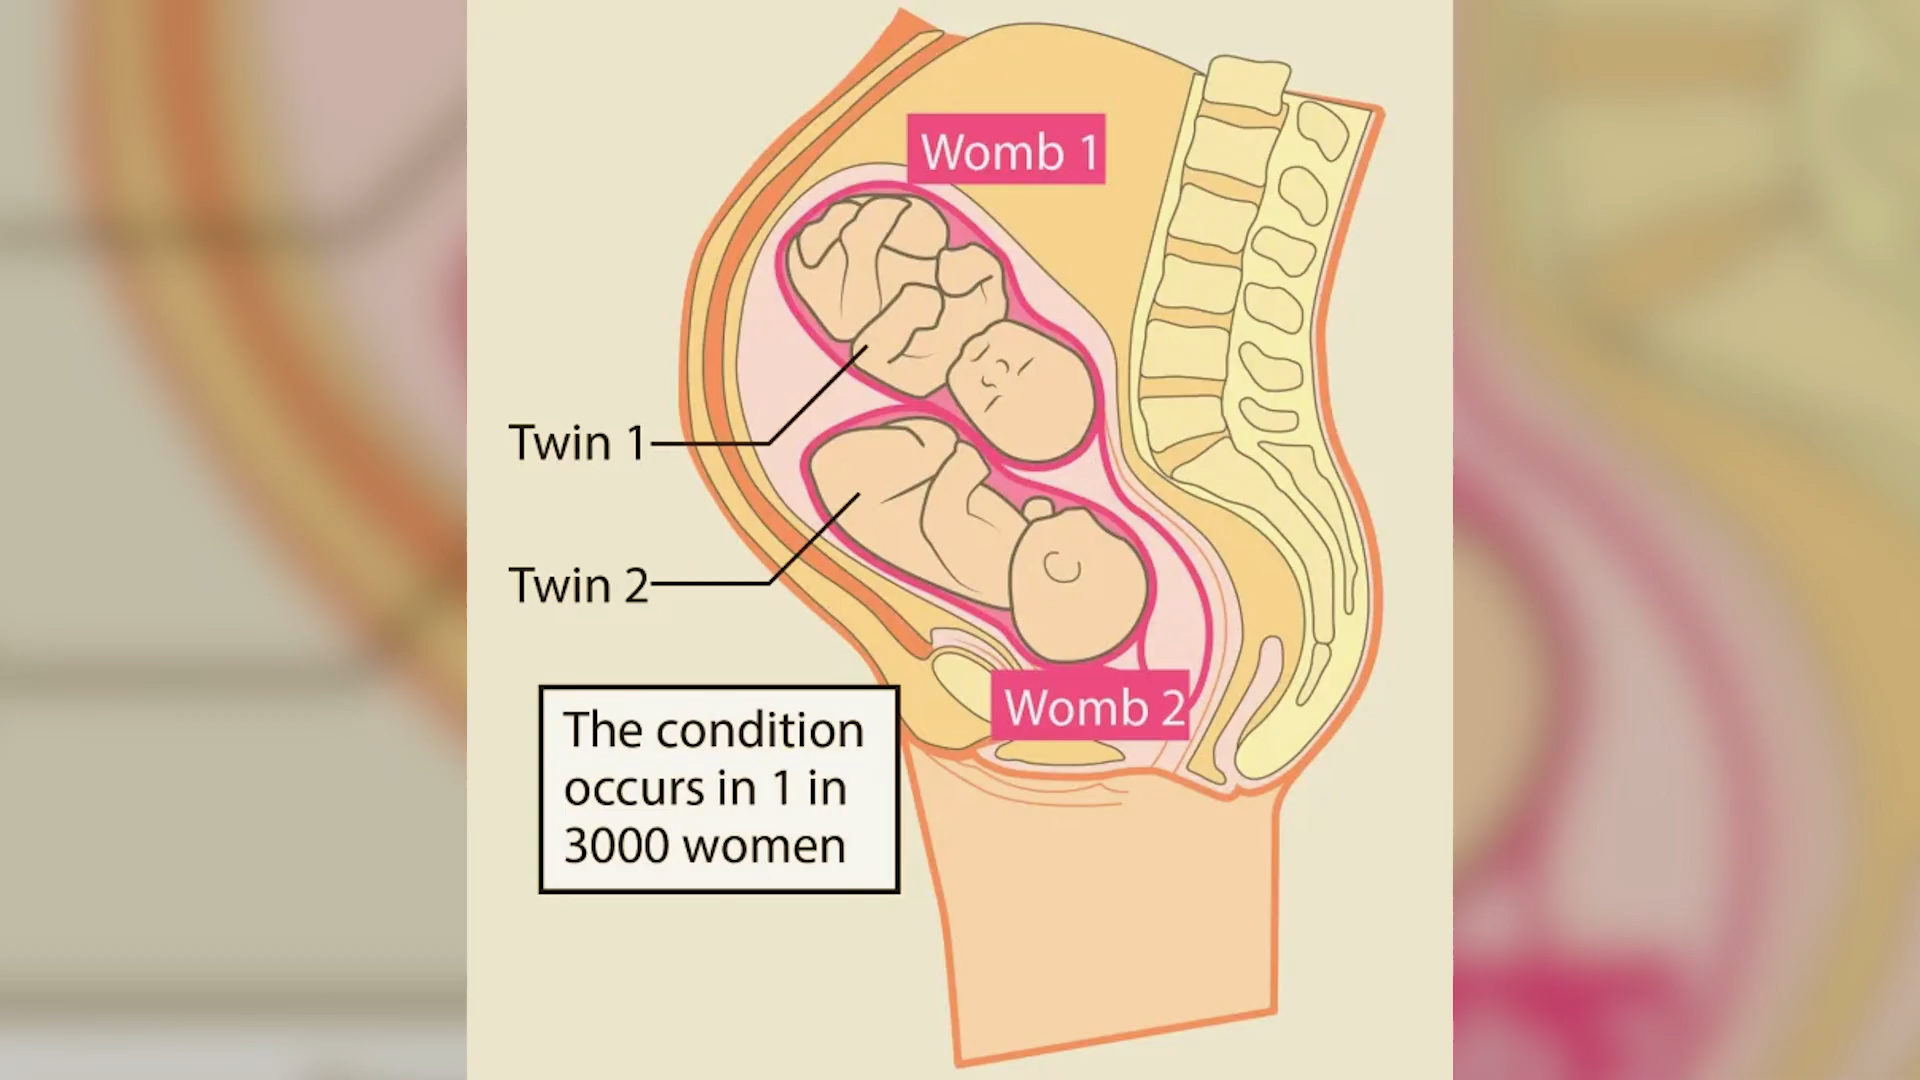 Womb 1
Twin 1
Twin 2
Womb 2
The condition
occurs in 1 in
3000 women